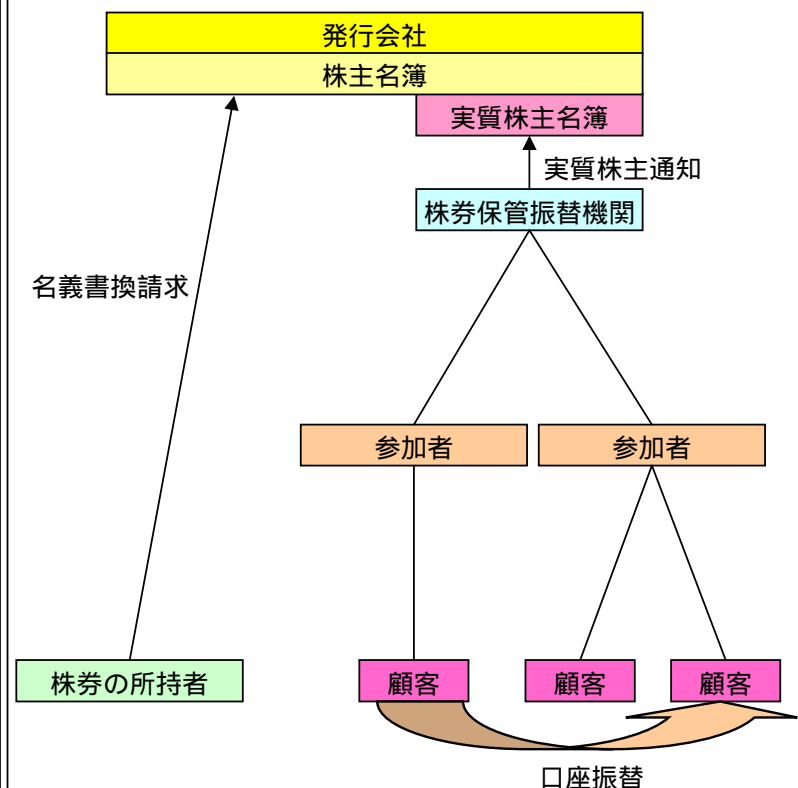 発行会社
株主名簿
実質株主名簿
実質株主通知
株券保管振替機関
名義書換請求
参加者
参加者
株券の所持者
顧客
顧客
顧客
口座振替